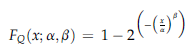 F_Q(x; α,β) = 1 − 2^(−(x/α)^β)